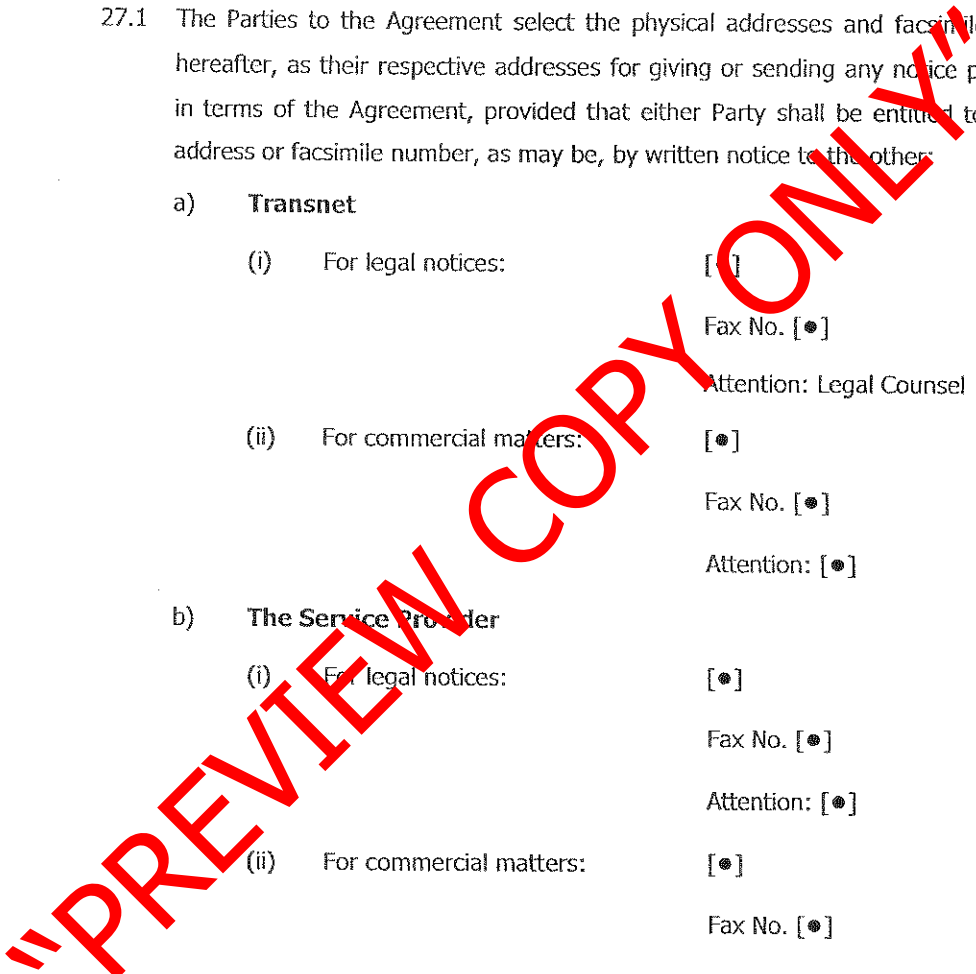 27.1 The Parties to the Agreement select the physical addresses and facsimile
hereafter, as their respective addresses for giving or sending any notice
in terms of the Agreement, provided that either Party shall be entitled to
address or facsimile number, as may be, by written notice to the other:
a) Transnet
(i) For legal notices: [●]
Fax No. [●]
Attention: Legal Counsel
(ii) For commercial matters: [●]
Fax No. [●]
Attention: [●]
b) The Service Provider
(i) For legal notices: [●]
Fax No. [●]
Attention: [●]
(ii) For commercial matters: [●]
Fax No. [●]
"PREVIEW COPY ONLY"